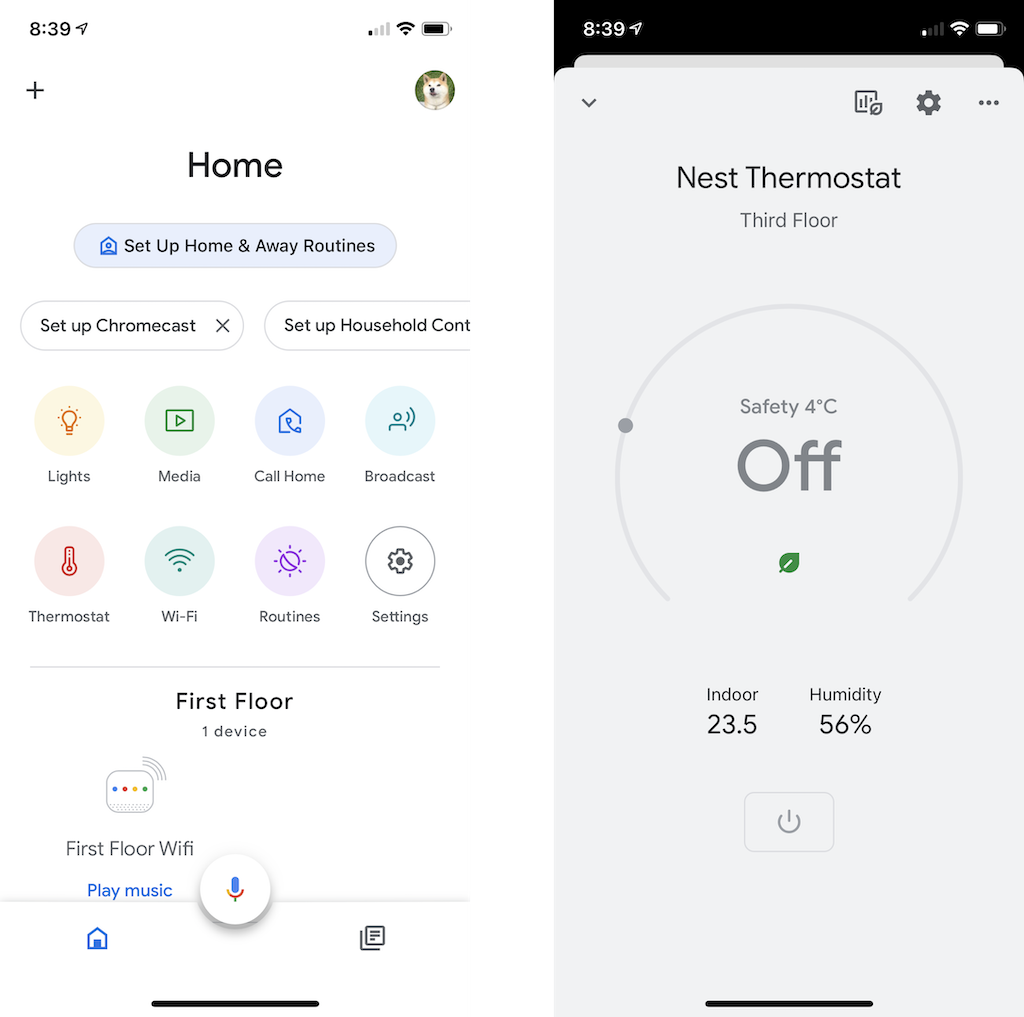 8:39
Home
Set Up Home & Away Routines
Set up Chromecast
Set up Household Cont
Lights
Media
Call Home
Broadcast
Thermostat
Wi-Fi
Routines
Settings
First Floor
1 device
First Floor Wifi
Play music
8:39
Nest Thermostat
Third Floor
Safety 4°C
Off
Indoor
Humidity
23.5
56%